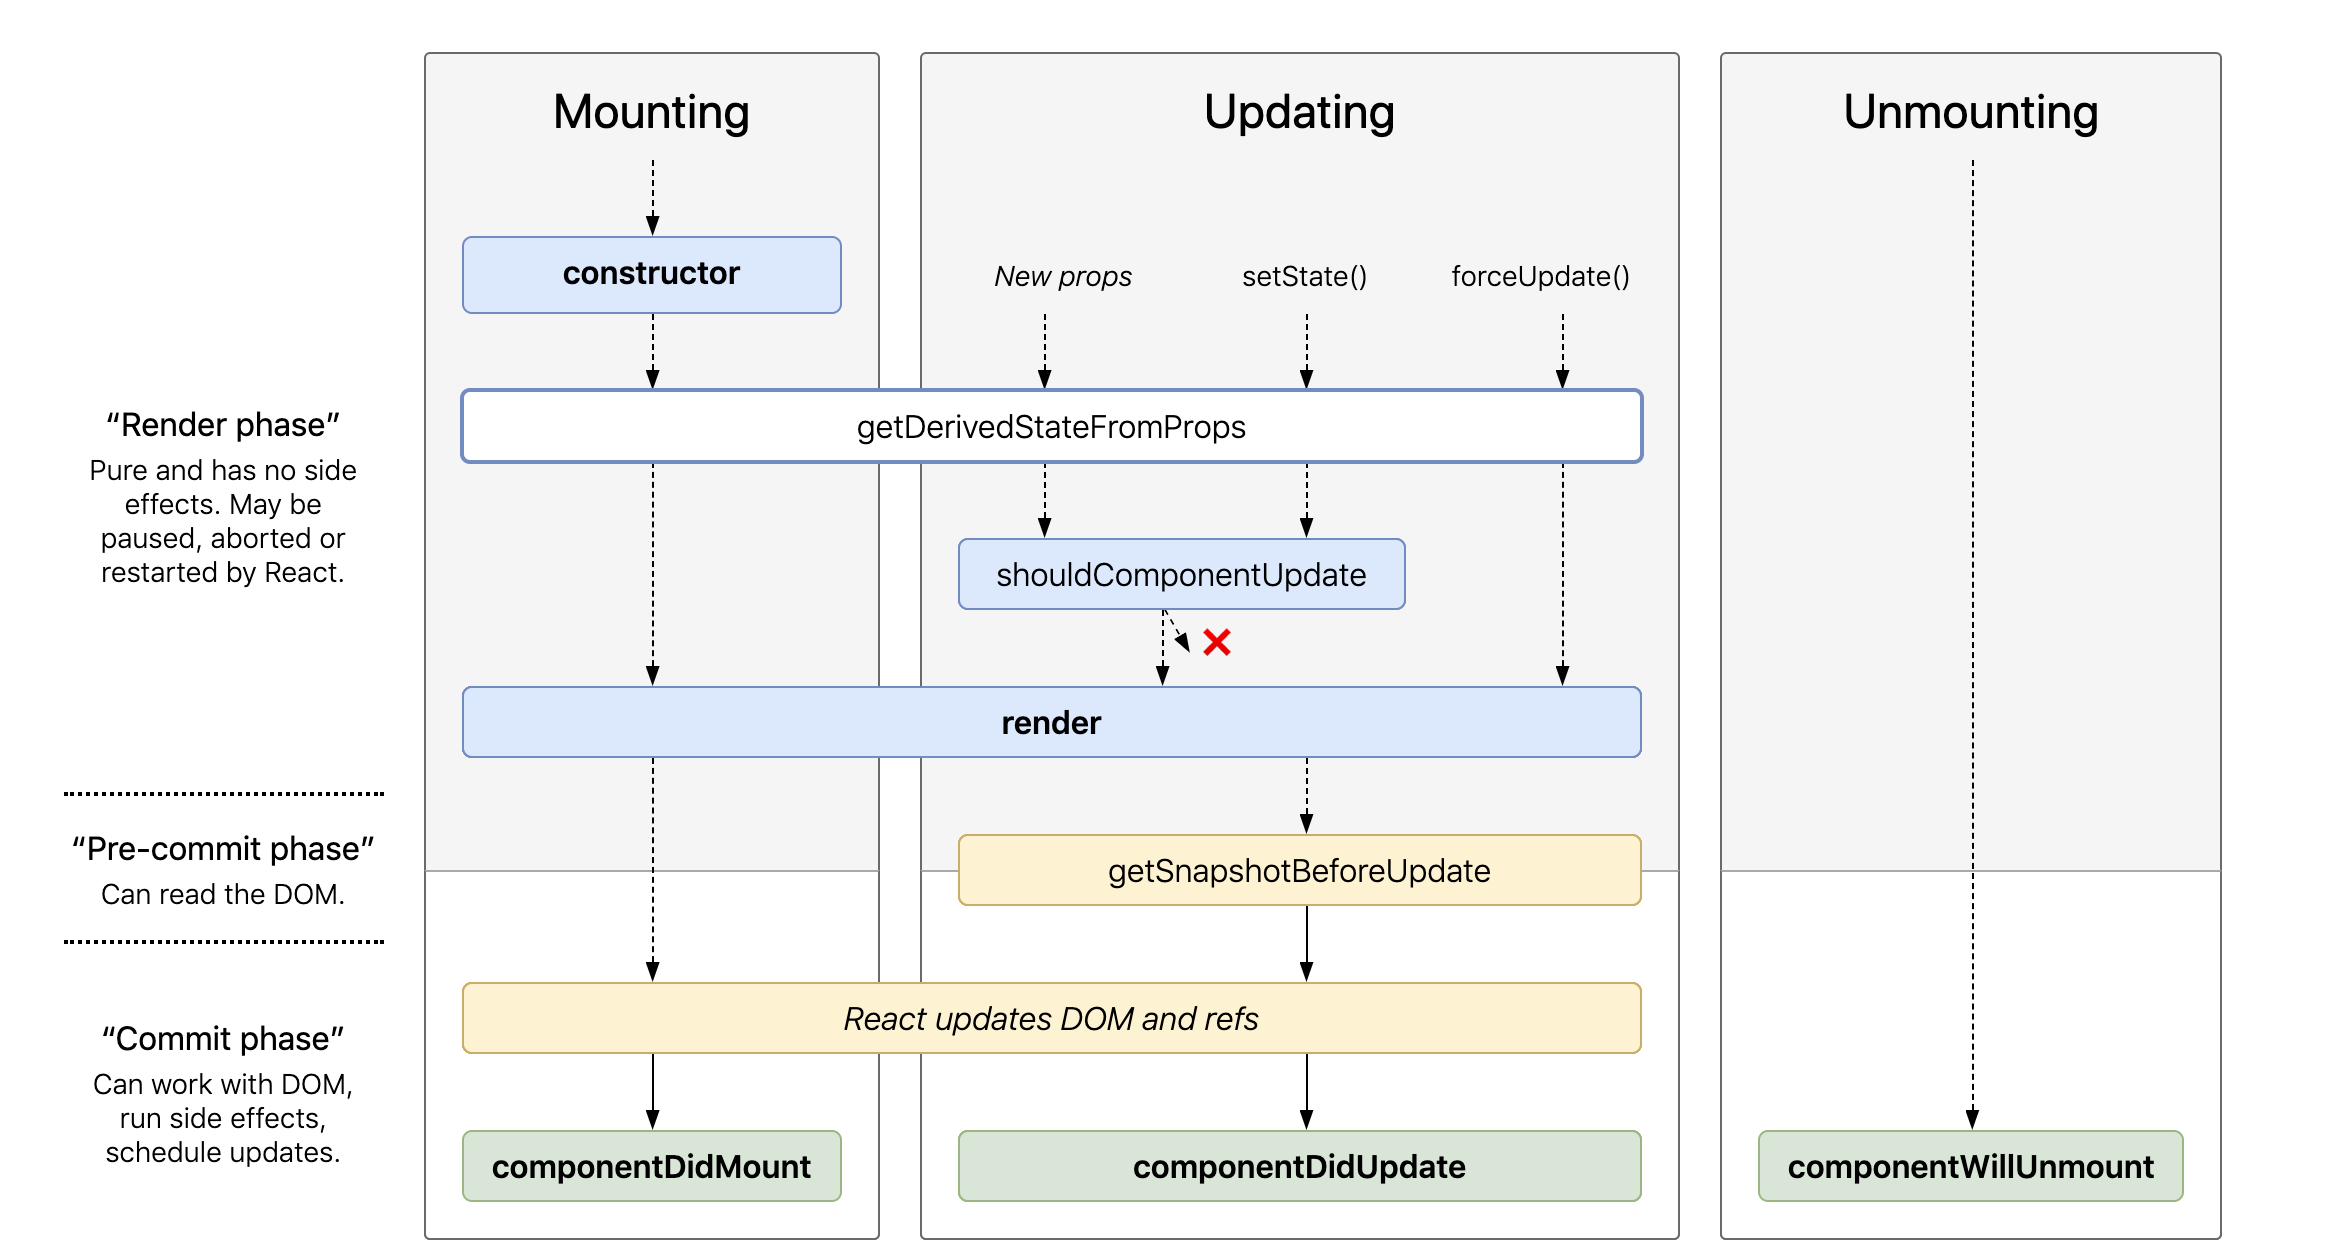 Mounting
Updating
Unmounting
constructor
New props
setState()
forceUpdate()
getDerivedStateFromProps
“Render phase”
Pure and has no side
effects. May be
paused, aborted or
restarted by React.
shouldComponentUpdate
render
“Pre-commit phase”
Can read the DOM.
getSnapshotBeforeUpdate
React updates DOM and refs
“Commit phase”
Can work with DOM,
run side effects,
schedule updates.
componentDidMount
componentDidUpdate
componentWillUnmount